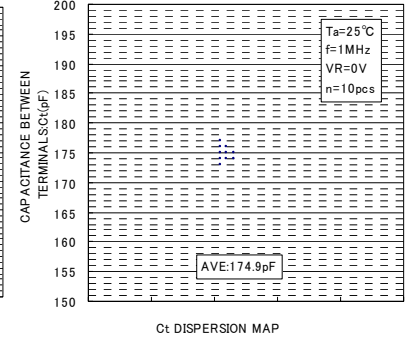 200
195
190
185
180
175
170
165
160
155
150
CAPACITANCE BETWEEN
TERMINALS:Ct(pF)
Ta=25°C
f=1MHz
VR=0V
n=10pcs
AVE:174.9pF
Ct DISPERSION MAP